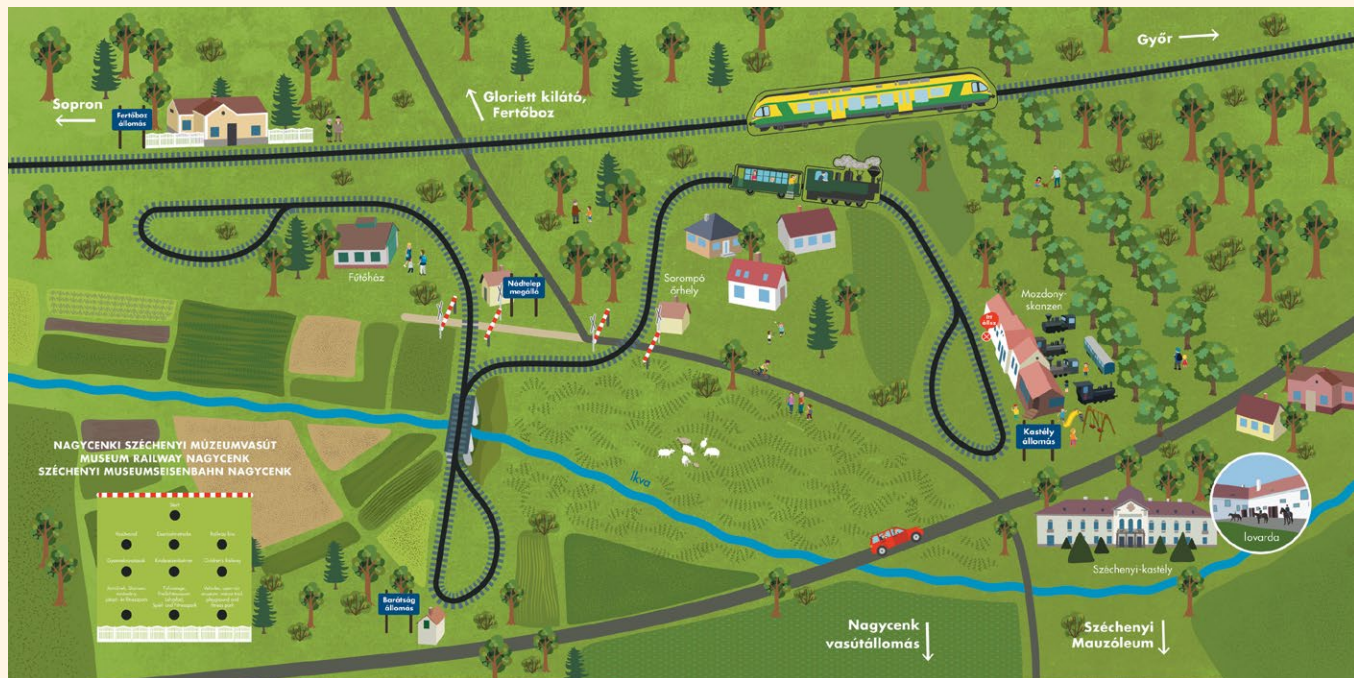 Győr
Sopron
Fertőboz
állomás
Gloriett kilátó,
Fertőboz
Fűtőház
Nádtelep
megálló
Sorompó
őrhely
Mozdony-
skanzen
Kastély
állomás
NAGYCENKI SZÉCHENYI MÚZEUMVASÚT
MUSEUM RAILWAY NAGYCENK
SZÉCHENYI MUSEUMSEISENBAHN NAGYCENK
Ikva
lovarda
Széchenyi-kastély
Barátság
állomás
Nagycenk
vasútállomás
Széchenyi
Mauzóleum